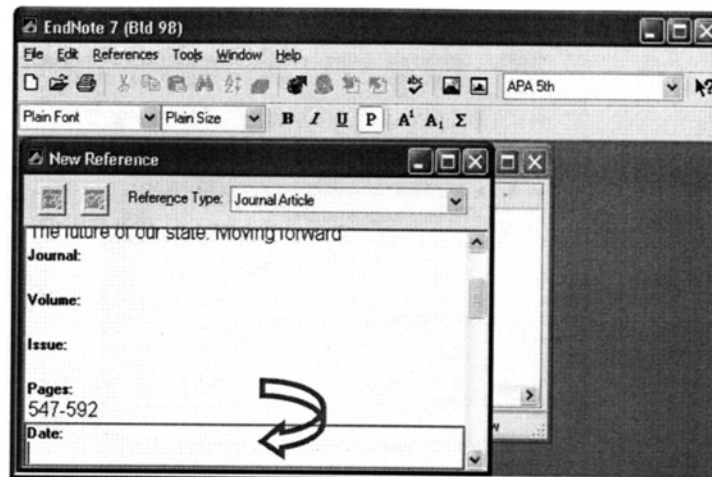 EndNote 7 (Bld 98)
File Edit References Tools Window Help
APA 5th
Plain Font Plain Size B I U P A¹ A₁ Σ
New Reference
Reference Type: Journal Article
The future of our state: Moving forward
Journal:
Volume:
Issue:
Pages:
547-592
Date: